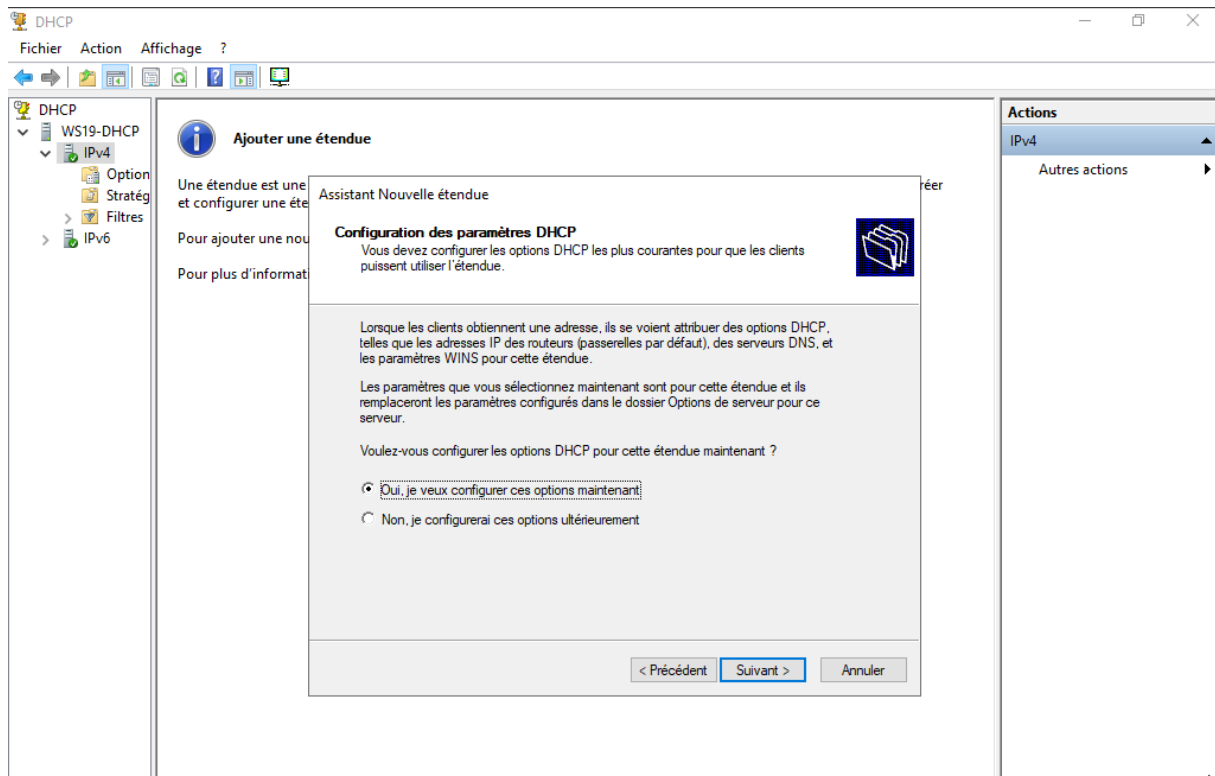 DHCP
Fichier Action Affichage ?
DHCP
WS19-DHCP
IPv4
Option
Stratég
Filtres
IPv6
Ajouter une étendue
Une étendue est une
réer
et configurer une éte
Pour ajouter une nou
Pour plus d'informati
Assistant Nouvelle étendue
Configuration des paramètres DHCP
Vous devez configurer les options DHCP les plus courantes pour que les clients
puissent utiliser l'étendue.
Lorsque les clients obtiennent une adresse, ils se voient attribuer des options DHCP,
telles que les adresses IP des routeurs (passerelles par défaut), des serveurs DNS, et
les paramètres WINS pour cette étendue.
Les paramètres que vous sélectionnez maintenant sont pour cette étendue et ils
remplaceront les paramètres configurés dans le dossier Options de serveur pour ce
serveur.
Voulez-vous configurer les options DHCP pour cette étendue maintenant ?
Oui, je veux configurer ces options maintenant
Non, je configurerai ces options ultérieurement
< Précédent Suivant > Annuler
Actions
IPv4
Autres actions